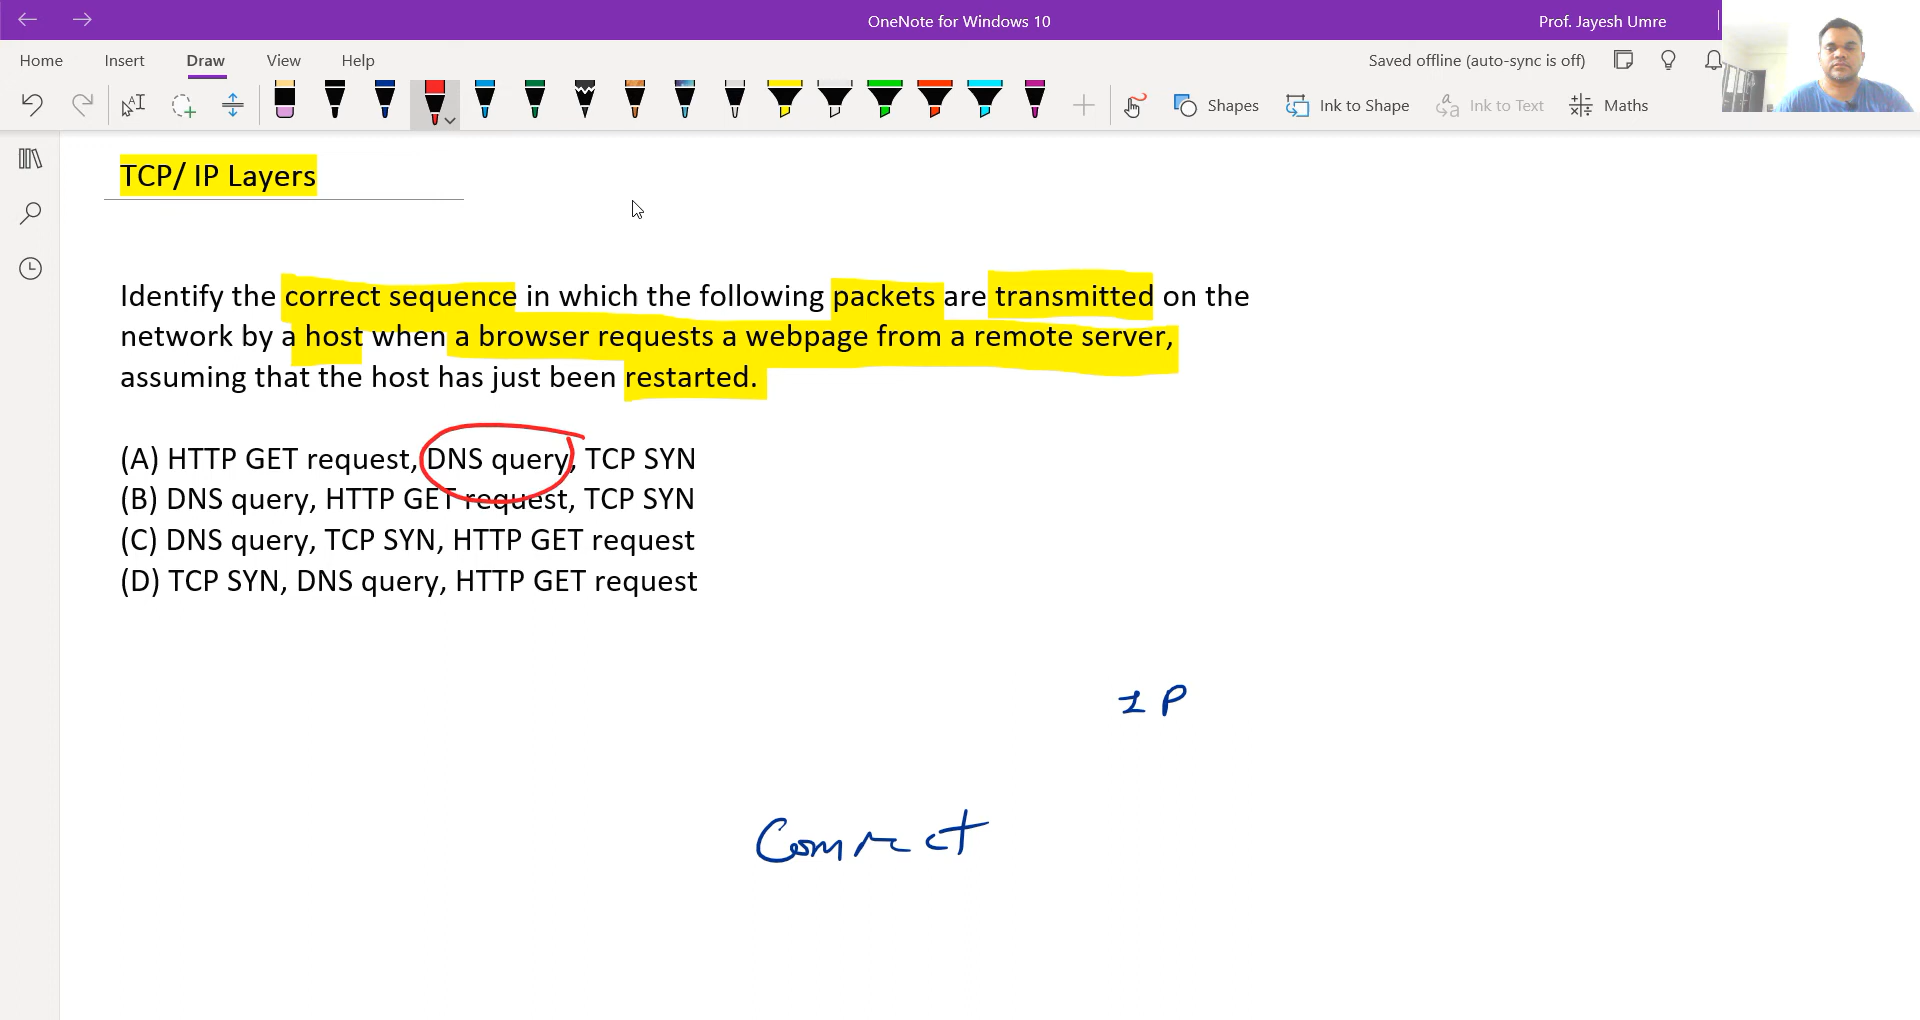 OneNote for Windows 10
Prof. Jayesh Umre
Home Insert Draw View Help
Saved offline (auto-sync is off)
Shapes Ink to Shape Ink to Text Maths
TCP/ IP Layers
Identify the correct sequence in which the following packets are transmitted on the
network by a host when a browser requests a webpage from a remote server,
assuming that the host has just been restarted.
(A) HTTP GET request, DNS query, TCP SYN
(B) DNS query, HTTP GET request, TCP SYN
(C) DNS query, TCP SYN, HTTP GET request
(D) TCP SYN, DNS query, HTTP GET request
IP
Connect